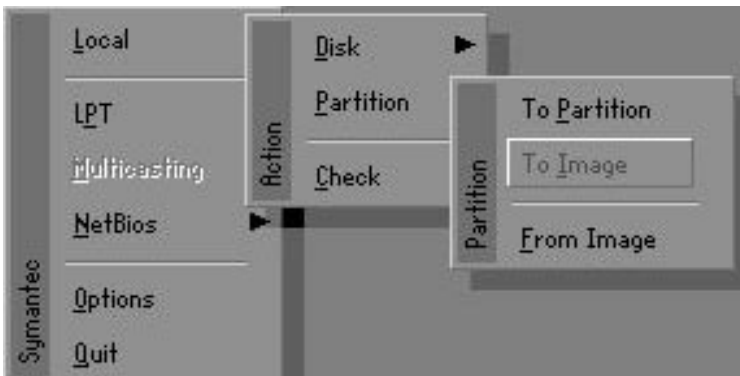 Symantec
Local
LPT
Multicasting
NetBios
Options
Quit
Action
Disk
Partition
Check
Partition
To Partition
To Image
From Image